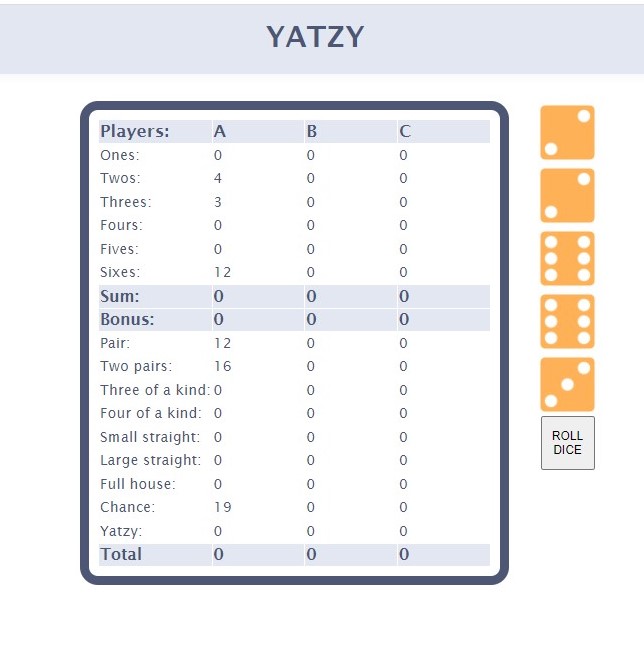 YATZY
Players: A B C
Ones: 0 0 0
Twos: 4 0 0
Threes: 3 0 0
Fours: 0 0 0
Fives: 0 0 0
Sixes: 12 0 0
Sum: 0 0 0
Bonus: 0 0 0
Pair: 12 0 0
Two pairs: 16 0 0
Three of a kind: 0 0 0
Four of a kind: 0 0 0
Small straight: 0 0 0
Large straight: 0 0 0
Full house: 0 0 0
Chance: 19 0 0
Yatzy: 0 0 0
Total 0 0 0
ROLL
DICE